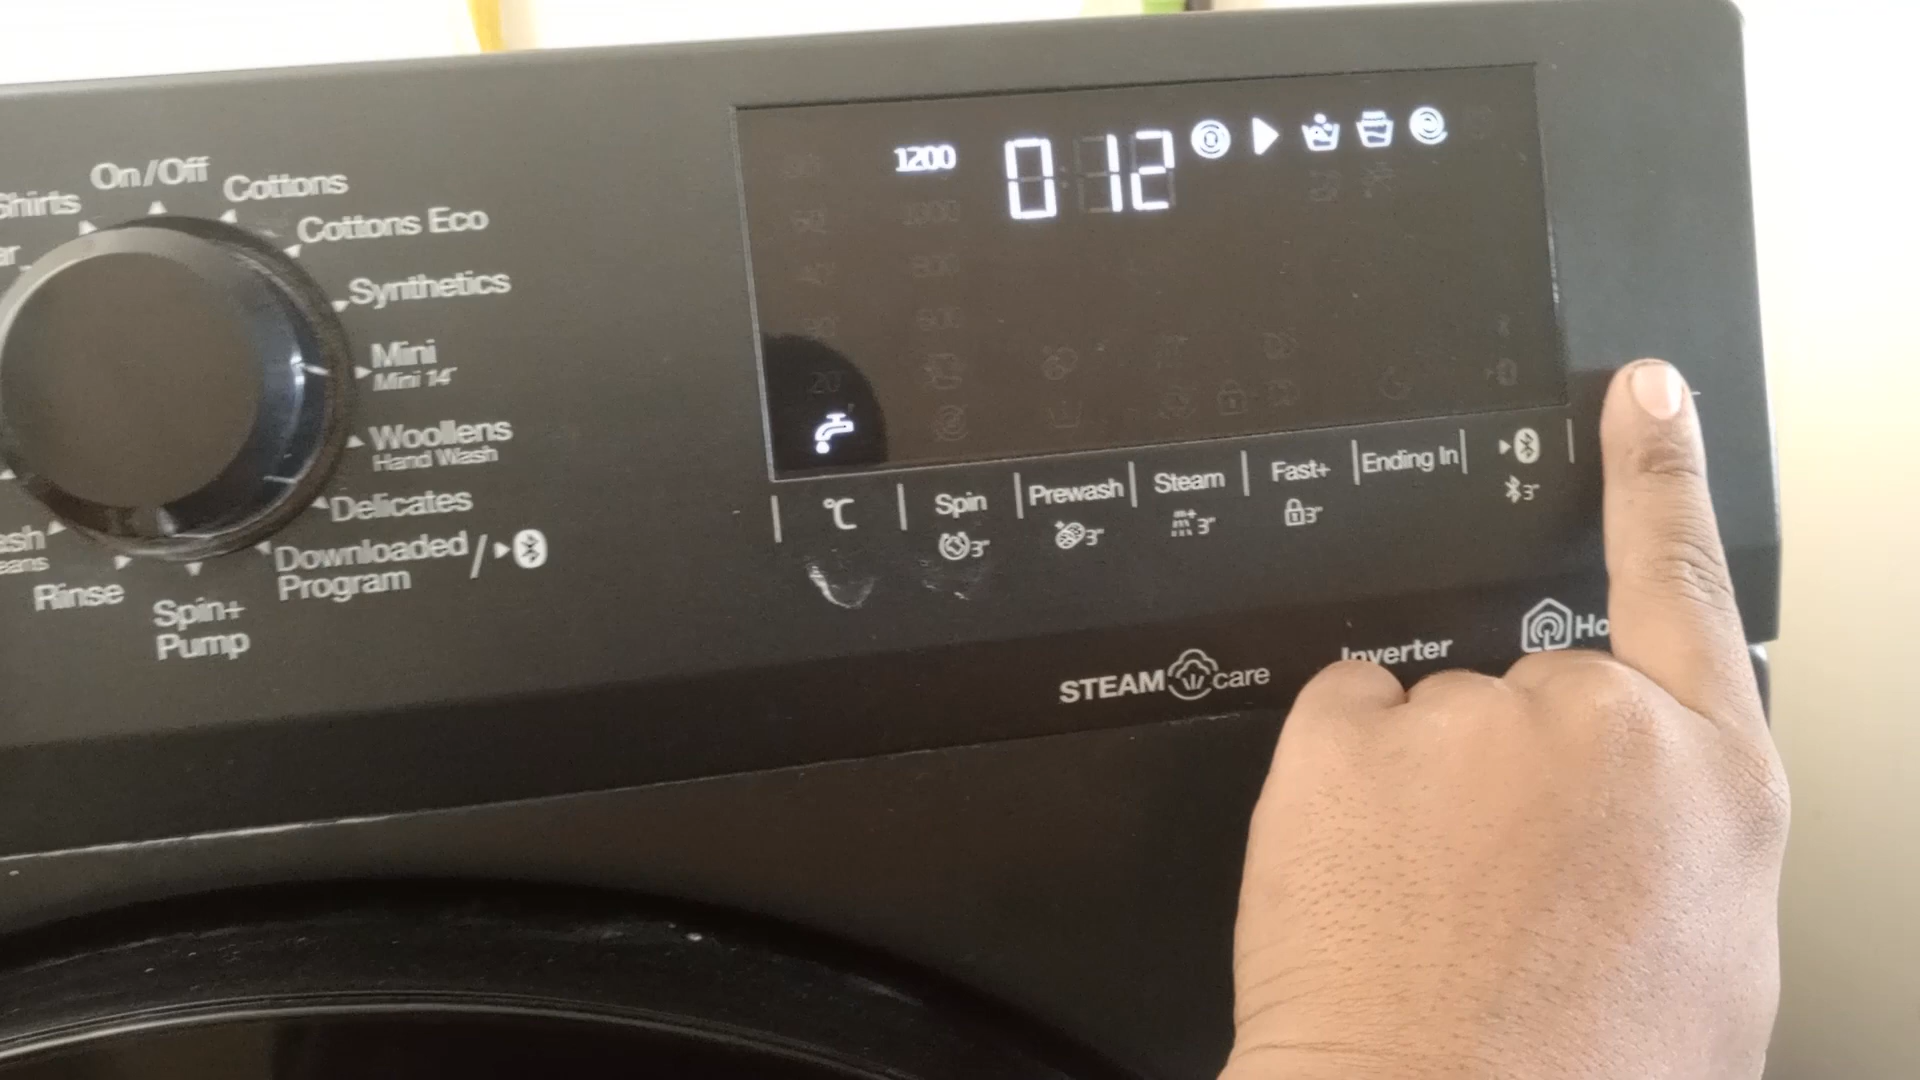 On/Off
Shirts
Cottons
Cottons Eco
Synthetics
Mini
Mini 14'
Woollens
Hand Wash
Delicates
Downloaded /
Program
Spin+
Pump
Rinse
1200
0:12
20°
°C
Spin
Prewash
Steam
Fast+
Ending In
3"
3"
3"
3"
3"
STEAM care
Inverter